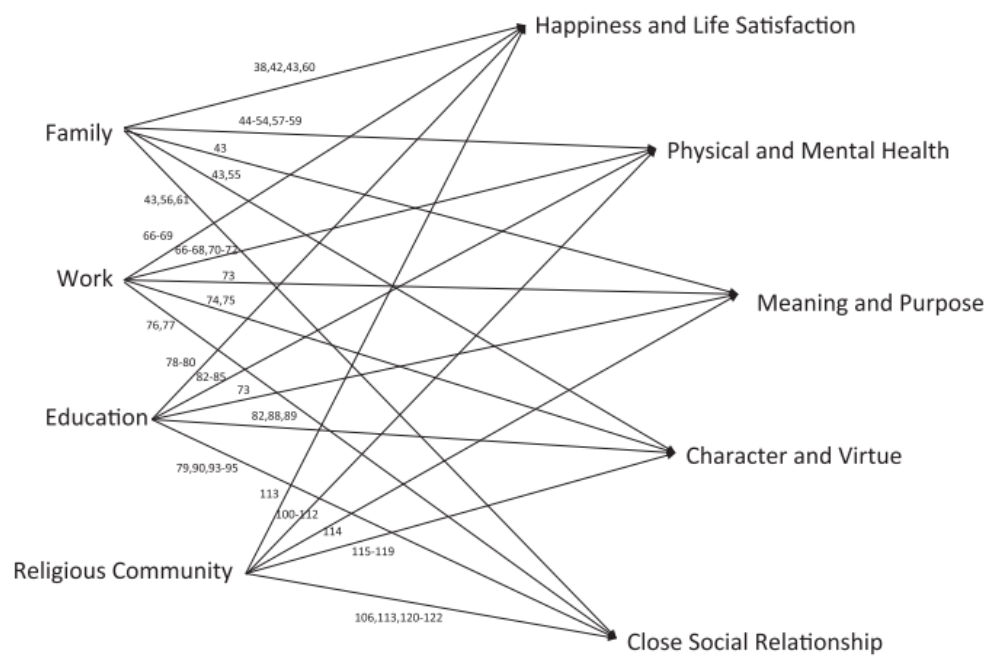 Happiness and Life Satisfaction
38,42,43,60
Family
44-54,57-59
43
Physical and Mental Health
43,55
43,56,61
66-69
66-68,70-72
Work
73
74,75
Meaning and Purpose
76,77
78-80
82-85
73
Education
82,88,89
Character and Virtue
79,90,93-95
113
100-112
114
115-119
Religious Community
106,113,120-122
Close Social Relationship